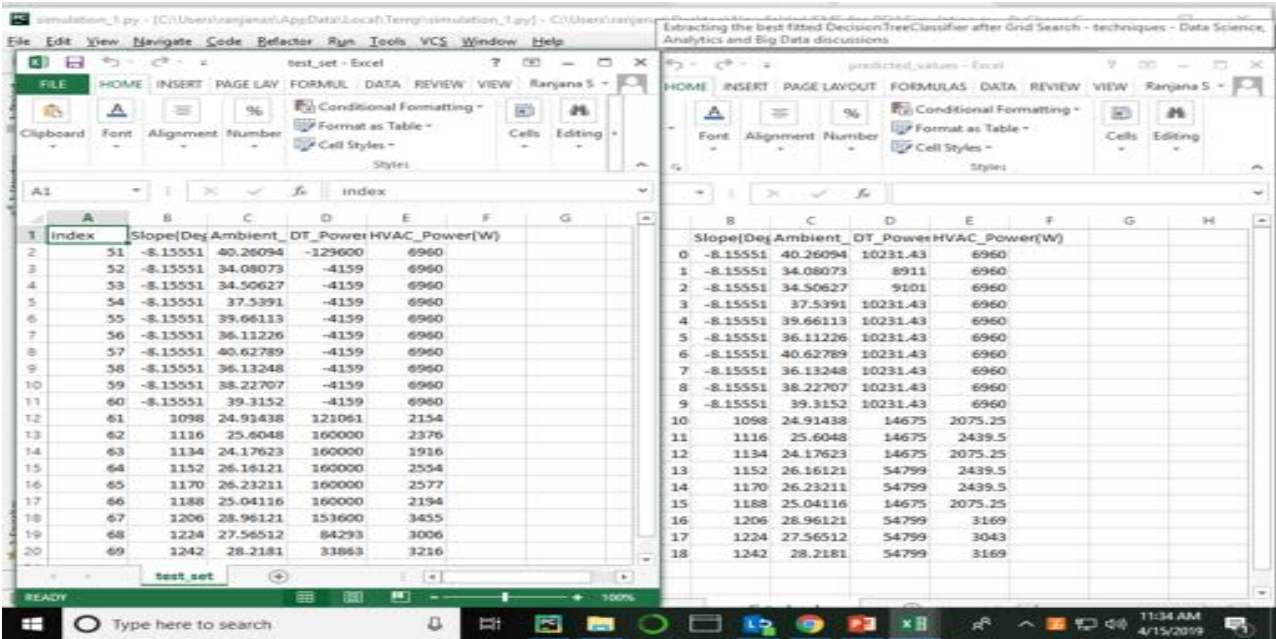 simulation_1.py - [C:\Users\ranjanas\AppData\Local\Temp\simulation_1.py] - C:\Users\ranjana
Extracting the best fitted DecisionTreeClassifier after Grid Search - techniques - Data Science,
Analytics and Big Data discussions
File Edit View Navigate Code Refactor Run Tools VCS Window Help
test_set - Excel
FILE HOME INSERT PAGE LAY FORMUL DATA REVIEW VIEW Ranjana S
Clipboard Font Alignment Number
Conditional Formatting
Format as Table
Cell Styles
Cells Editing
Styles
A1 fx index
A B C D E F G
1 index Slope(Deg Ambient_ DT_Power HVAC_Power(W)
2 51 -8.15551 40.26094 -129600 6960
3 52 -8.15551 34.08073 -4159 6960
4 53 -8.15551 34.50627 -4159 6960
5 54 -8.15551 37.5391 -4159 6960
6 55 -8.15551 39.66113 -4159 6960
7 56 -8.15551 36.11226 -4159 6960
8 57 -8.15551 40.62789 -4159 6960
9 58 -8.15551 36.13248 -4159 6960
10 59 -8.15551 38.22707 -4159 6960
11 60 -8.15551 39.3152 -4159 6960
12 61 1098 24.91438 121061 2154
13 62 1116 25.6048 160000 2376
14 63 1134 24.17623 160000 1916
15 64 1152 26.16121 160000 2554
16 65 1170 26.23211 160000 2577
17 66 1188 25.04116 160000 2194
18 67 1206 28.96121 153600 3455
19 68 1224 27.56512 84293 3006
20 69 1242 28.2181 33863 3216
test_set
READY 100%
predicted_values - Excel
HOME INSERT PAGE LAYOUT FORMULAS DATA REVIEW VIEW Ranjana S
Font Alignment Number
Conditional Formatting
Format as Table
Cell Styles
Cells Editing
Styles
fx
B C D E F G H
Slope(Deg Ambient_ DT_Power HVAC_Power(W)
0 -8.15551 40.26094 10231.43 6960
1 -8.15551 34.08073 8911 6960
2 -8.15551 34.50627 9101 6960
3 -8.15551 37.5391 10231.43 6960
4 -8.15551 39.66113 10231.43 6960
5 -8.15551 36.11226 10231.43 6960
6 -8.15551 40.62789 10231.43 6960
7 -8.15551 36.13248 10231.43 6960
8 -8.15551 38.22707 10231.43 6960
9 -8.15551 39.3152 10231.43 6960
10 1098 24.91438 14675 2075.25
11 1116 25.6048 14675 2439.5
12 1134 24.17623 14675 2075.25
13 1152 26.16121 54799 2439.5
14 1170 26.23211 54799 2439.5
15 1188 25.04116 14675 2075.25
16 1206 28.96121 54799 3169
17 1224 27.56512 54799 3043
18 1242 28.2181 54799 3169
Type here to search
11:34 AM
4/15/2019